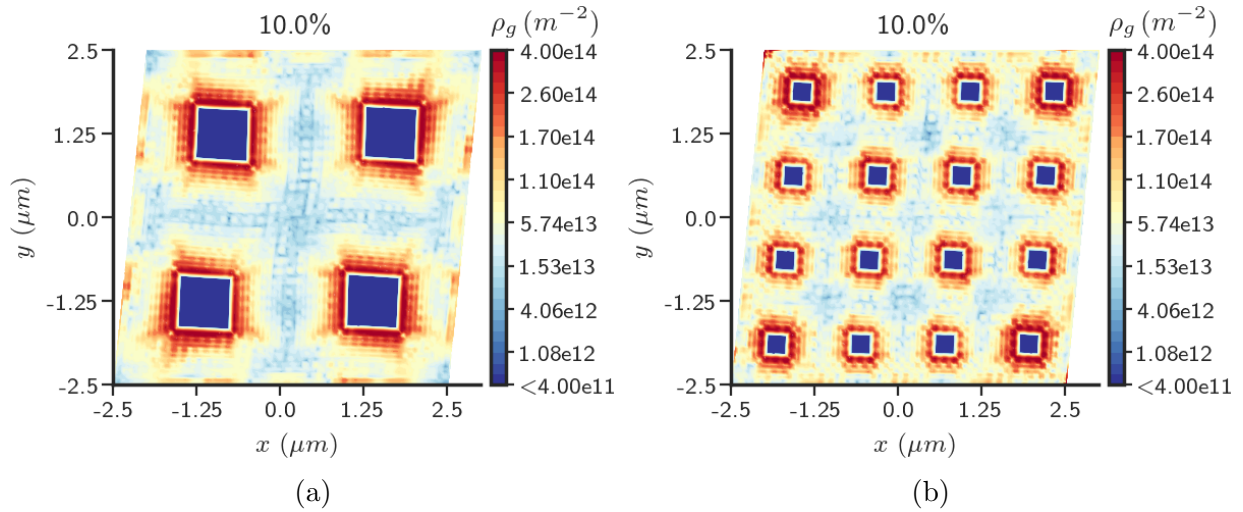 10.0%
ρ_g (m⁻²)
2.5
1.25
0.0
-1.25
-2.5
y (μm)
-2.5 -1.25 0.0 1.25 2.5
x (μm)
4.00e14
2.60e14
1.70e14
1.10e14
5.74e13
1.53e13
4.06e12
1.08e12
<4.00e11
(a)
10.0%
ρ_g (m⁻²)
2.5
1.25
0.0
-1.25
-2.5
y (μm)
-2.5 -1.25 0.0 1.25 2.5
x (μm)
4.00e14
2.60e14
1.70e14
1.10e14
5.74e13
1.53e13
4.06e12
1.08e12
<4.00e11
(b)